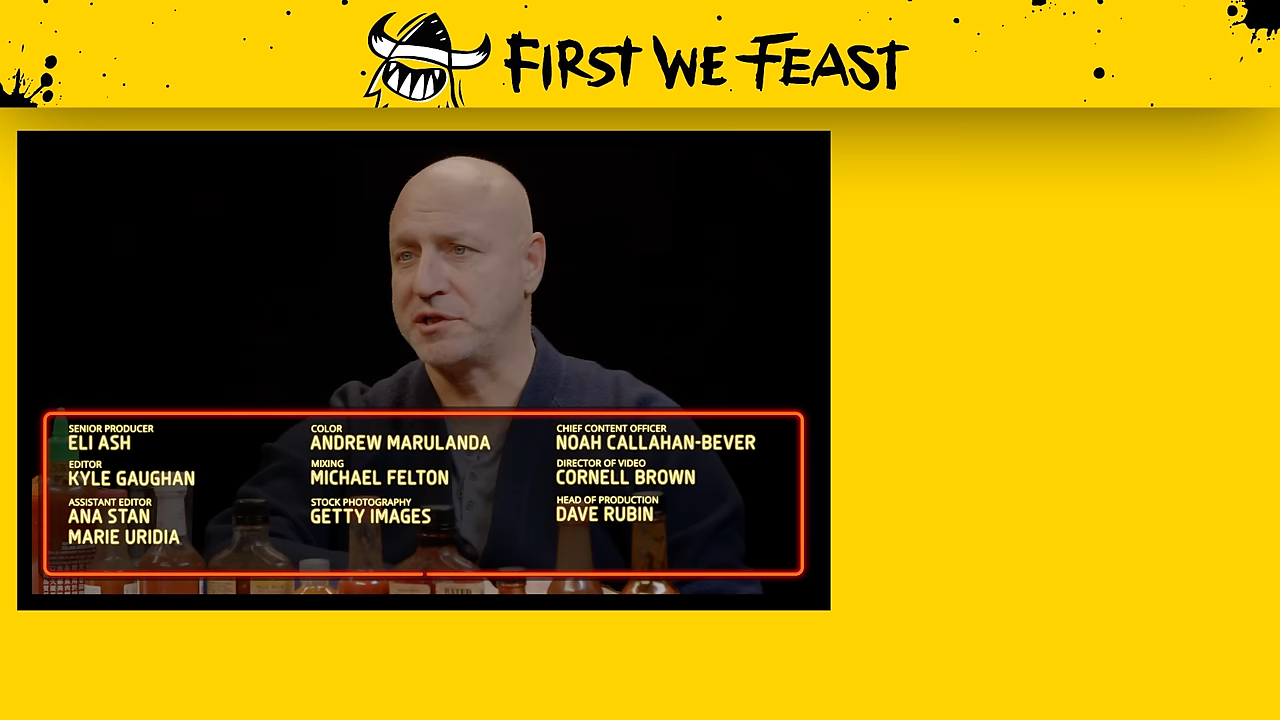 FIRST WE FEAST
SENIOR PRODUCER
ELI ASH
EDITOR
KYLE GAUGHAN
ASSISTANT EDITOR
ANA STAN
MARIE URIDIA
COLOR
ANDREW MARULANDA
MIXING
MICHAEL FELTON
STOCK PHOTOGRAPHY
GETTY IMAGES
CHIEF CONTENT OFFICER
NOAH CALLAHAN-BEVER
DIRECTOR OF VIDEO
CORNELL BROWN
HEAD OF PRODUCTION
DAVE RUBIN